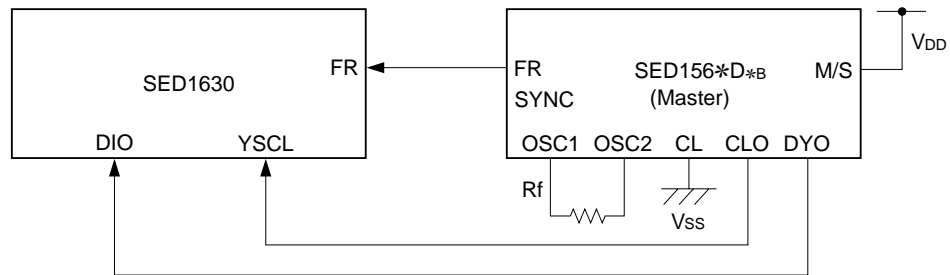 SED1630
FR
DIO
YSCL
FR
SYNC
SED156*D*B
(Master)
M/S
VDD
OSC1
OSC2
CL
CLO
DYO
Rf
VSS